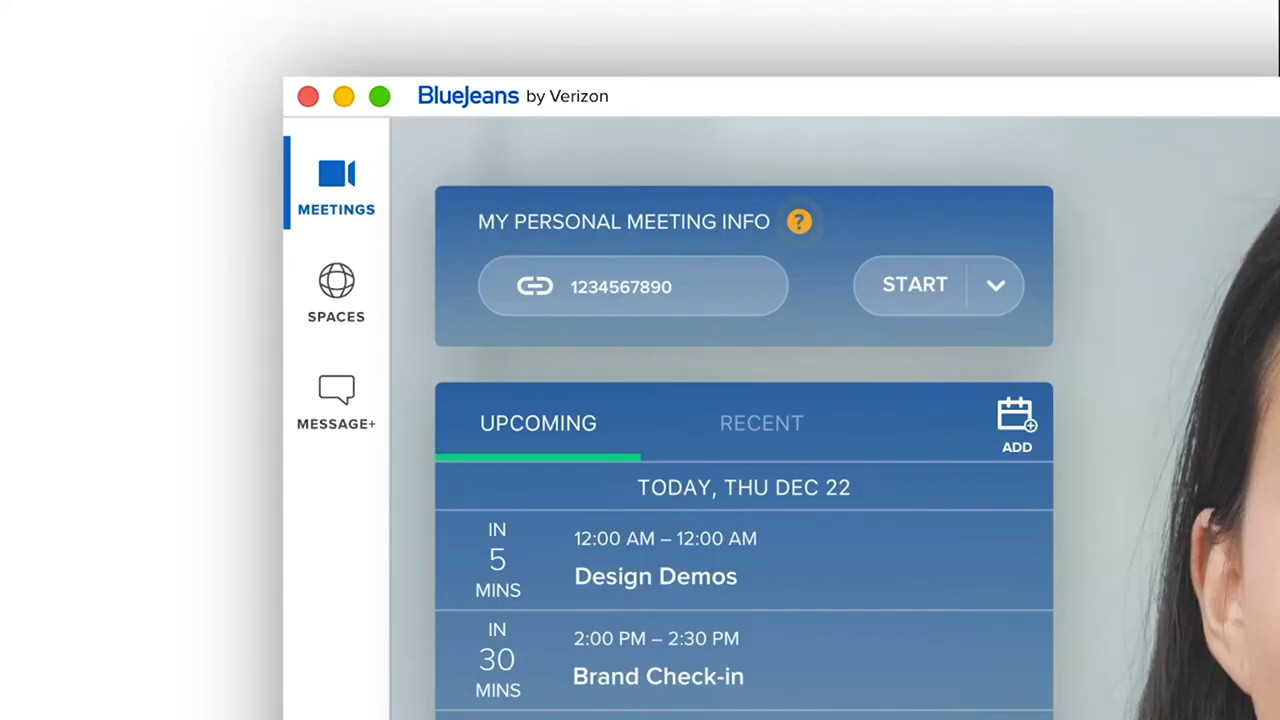 BlueJeans by Verizon
MEETINGS
SPACES
MESSAGE+
MY PERSONAL MEETING INFO ?
1234567890
START
UPCOMING
RECENT
ADD
TODAY, THU DEC 22
IN
5
MINS
12:00 AM – 12:00 AM
Design Demos
IN
30
MINS
2:00 PM – 2:30 PM
Brand Check-in